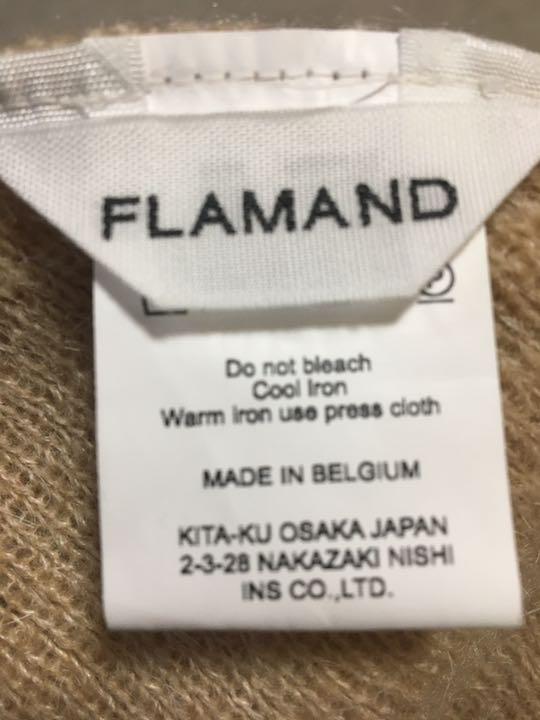 FLAMAND
Do not bleach
Cool Iron
Warm iron use press cloth
MADE IN BELGIUM
KITA-KU OSAKA JAPAN
2-3-28 NAKAZAKI NISHI
INS CO.,LTD.